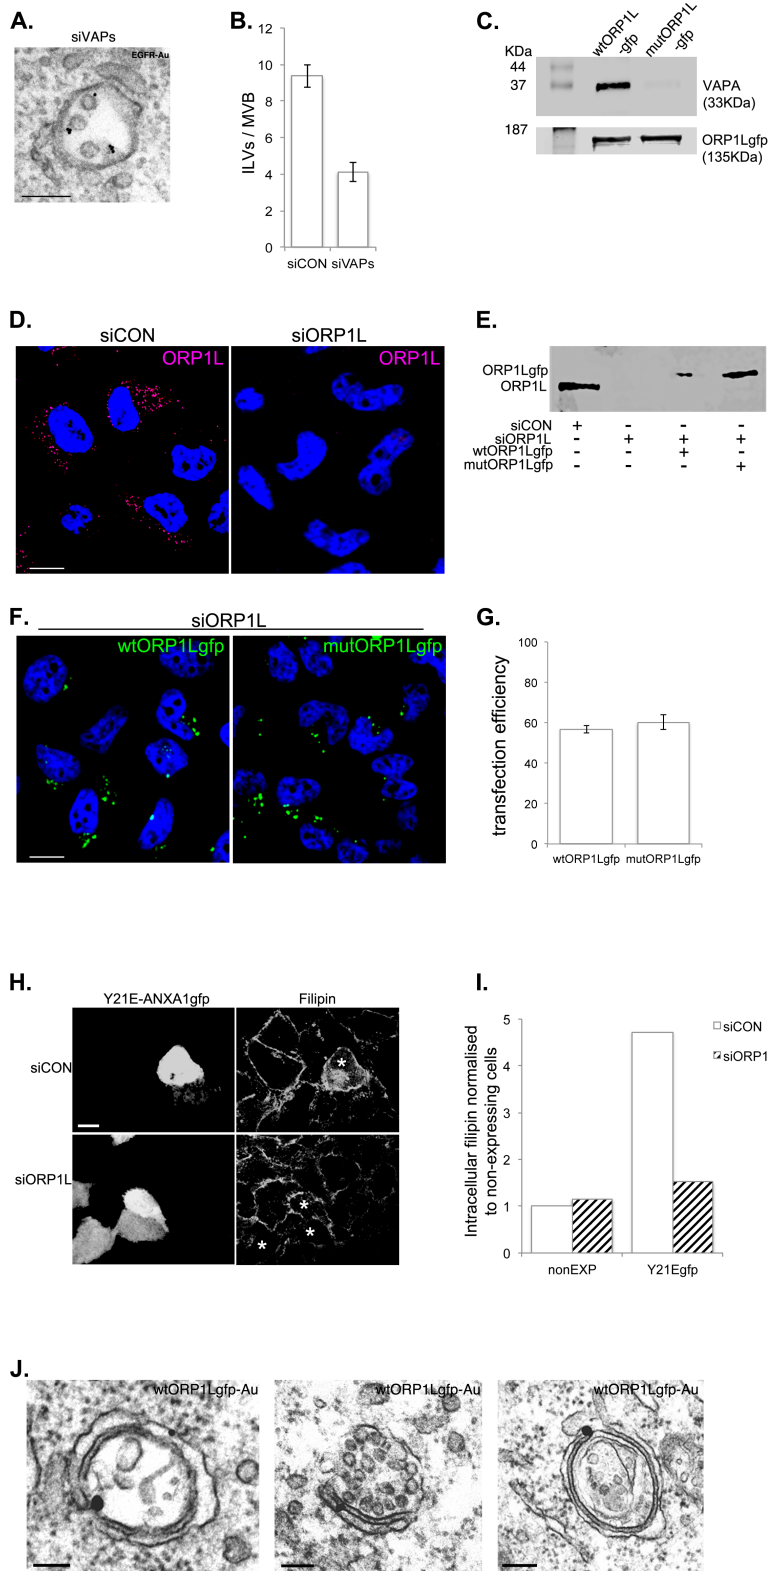 A.
siVAPs
EGFR-Au
B.
ILVs / MVB
12
10
8
6
4
2
0
siCON siVAPs
C.
wtORP1L
-gfp
mutORP1L
-gfp
KDa
44
37
VAPA
(33KDa)
187
ORP1Lgfp
(135KDa)
D.
siCON
siORP1L
ORP1L
ORP1L
E.
ORP1Lgfp
ORP1L
siCON + - - -
siORP1L - + + +
wtORP1Lgfp - - + -
mutORP1Lgfp - - - +
F.
siORP1L
wtORP1Lgfp
mutORP1Lgfp
G.
transfection efficiency
100
80
60
40
20
0
wtORP1Lgfp mutORP1Lgfp
H.
Y21E-ANXA1gfp
Filipin
siCON
*
siORP1L
*
*
*
I.
Intracellular filipin normalised
to non-expressing cells
5
4
3
2
1
0
nonEXP
Y21Egfp
siCON
siORP1
J.
wtORP1Lgfp-Au
wtORP1Lgfp-Au
wtORP1Lgfp-Au